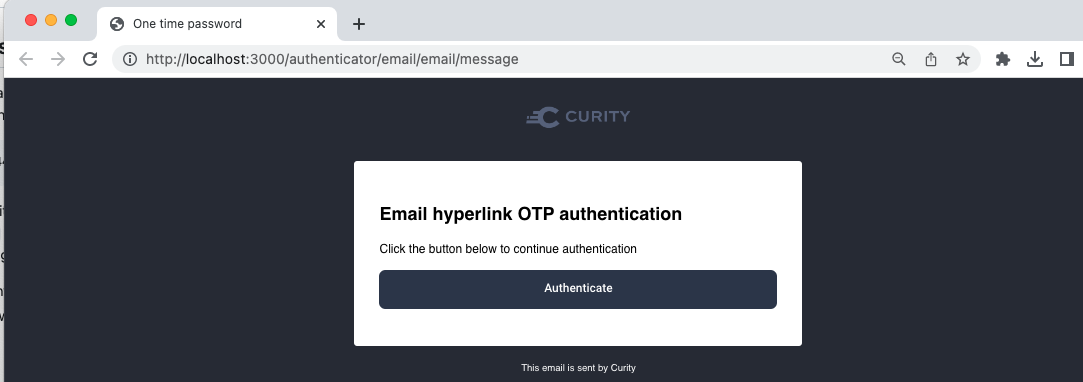 One time password
http://localhost:3000/authenticator/email/email/message
CURITY
Email hyperlink OTP authentication
Click the button below to continue authentication
Authenticate
This email is sent by Curity